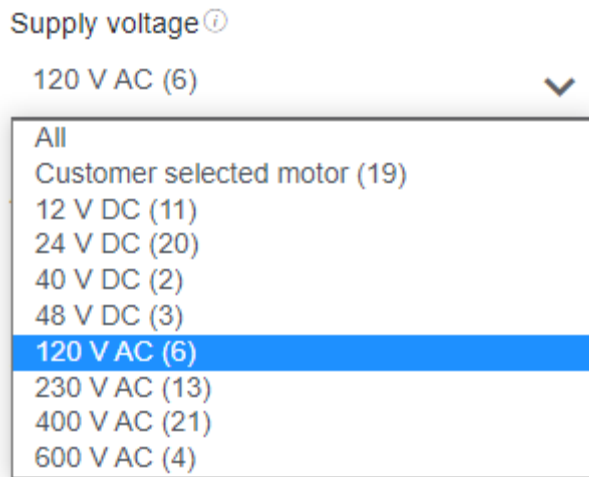 Supply voltage
120 V AC (6)
All
Customer selected motor (19)
12 V DC (11)
24 V DC (20)
40 V DC (2)
48 V DC (3)
120 V AC (6)
230 V AC (13)
400 V AC (21)
600 V AC (4)